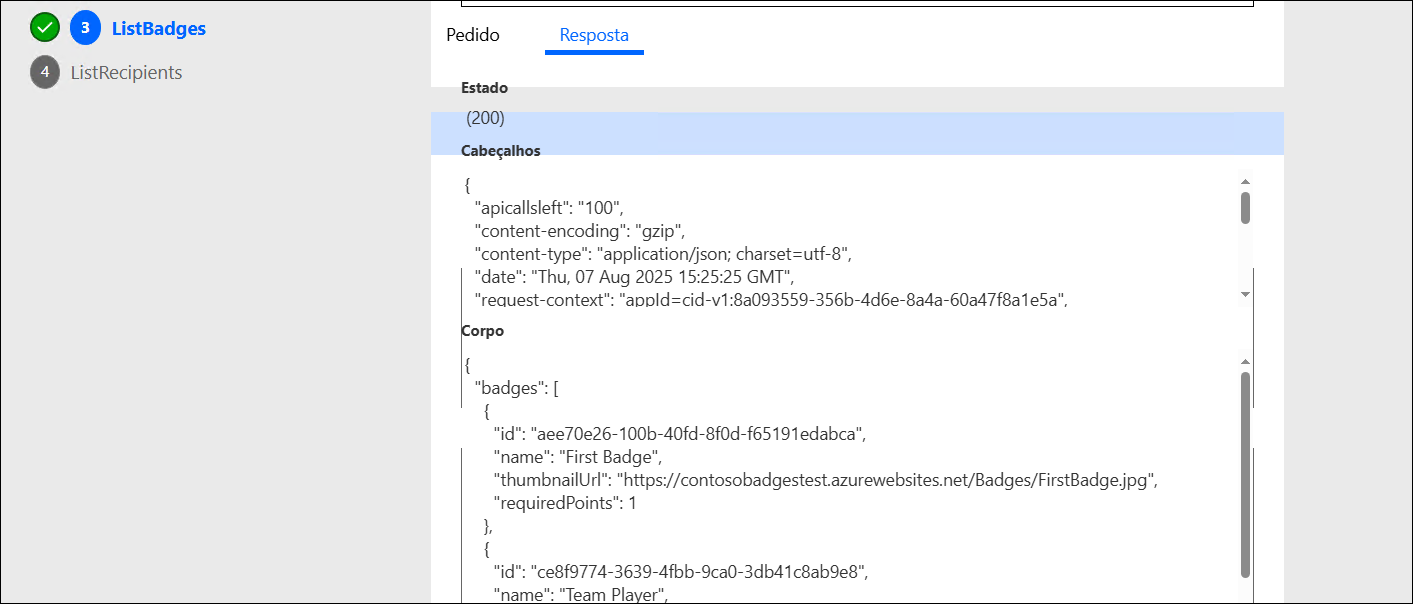 3 ListBadges
4 ListRecipients
Pedido Resposta
Estado
(200)
Cabeçalhos
{
"apicallsleft": "100",
"content-encoding": "gzip",
"content-type": "application/json; charset=utf-8",
"date": "Thu, 07 Aug 2025 15:25:25 GMT",
"request-context": "appId=cid-v1:8a093559-356b-4d6e-8a4a-60a47f8a1e5a",
Corpo
{
"badges": [
{
"id": "aee70e26-100b-40fd-8f0d-f65191edabca",
"name": "First Badge",
"thumbnailUrl": "https://contosobadgestest.azurewebsites.net/Badges/FirstBadge.jpg",
"requiredPoints": 1
},
{
"id": "ce8f9774-3639-4fbb-9ca0-3db41c8ab9e8",
"name": "Team Player",